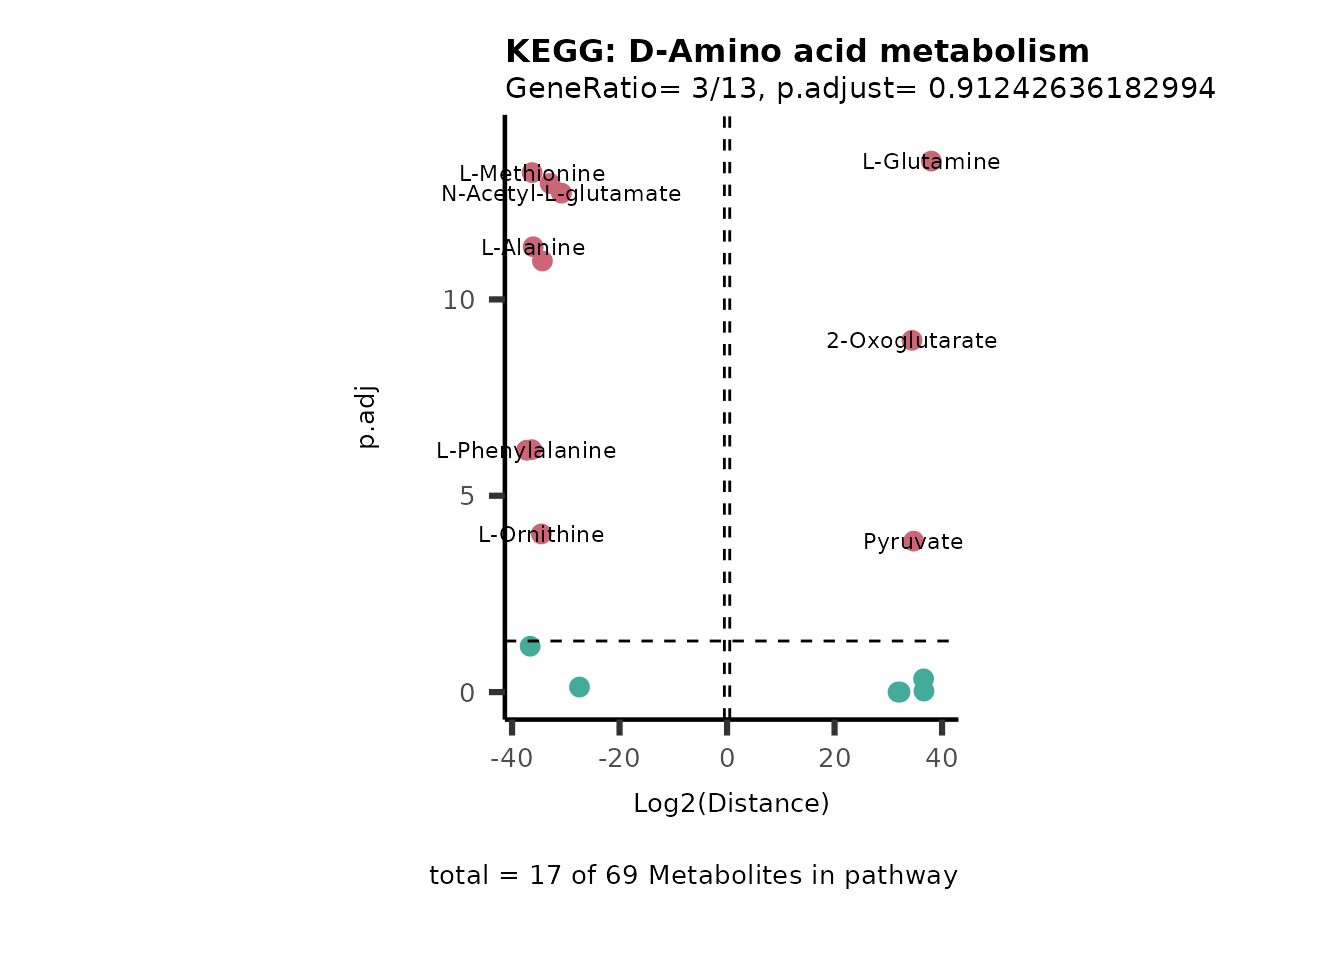 KEGG: D-Amino acid metabolism
GeneRatio= 3/13, p.adjust= 0.91242636182994
L-Glutamine
L-Methionine
N-Acetyl-L-glutamate
L-Alanine
10
2-Oxoglutarate
p.adj
L-Phenylalanine
5
L-Ornithine
Pyruvate
0
-40 -20 0 20 40
Log2(Distance)
total = 17 of 69 Metabolites in pathway